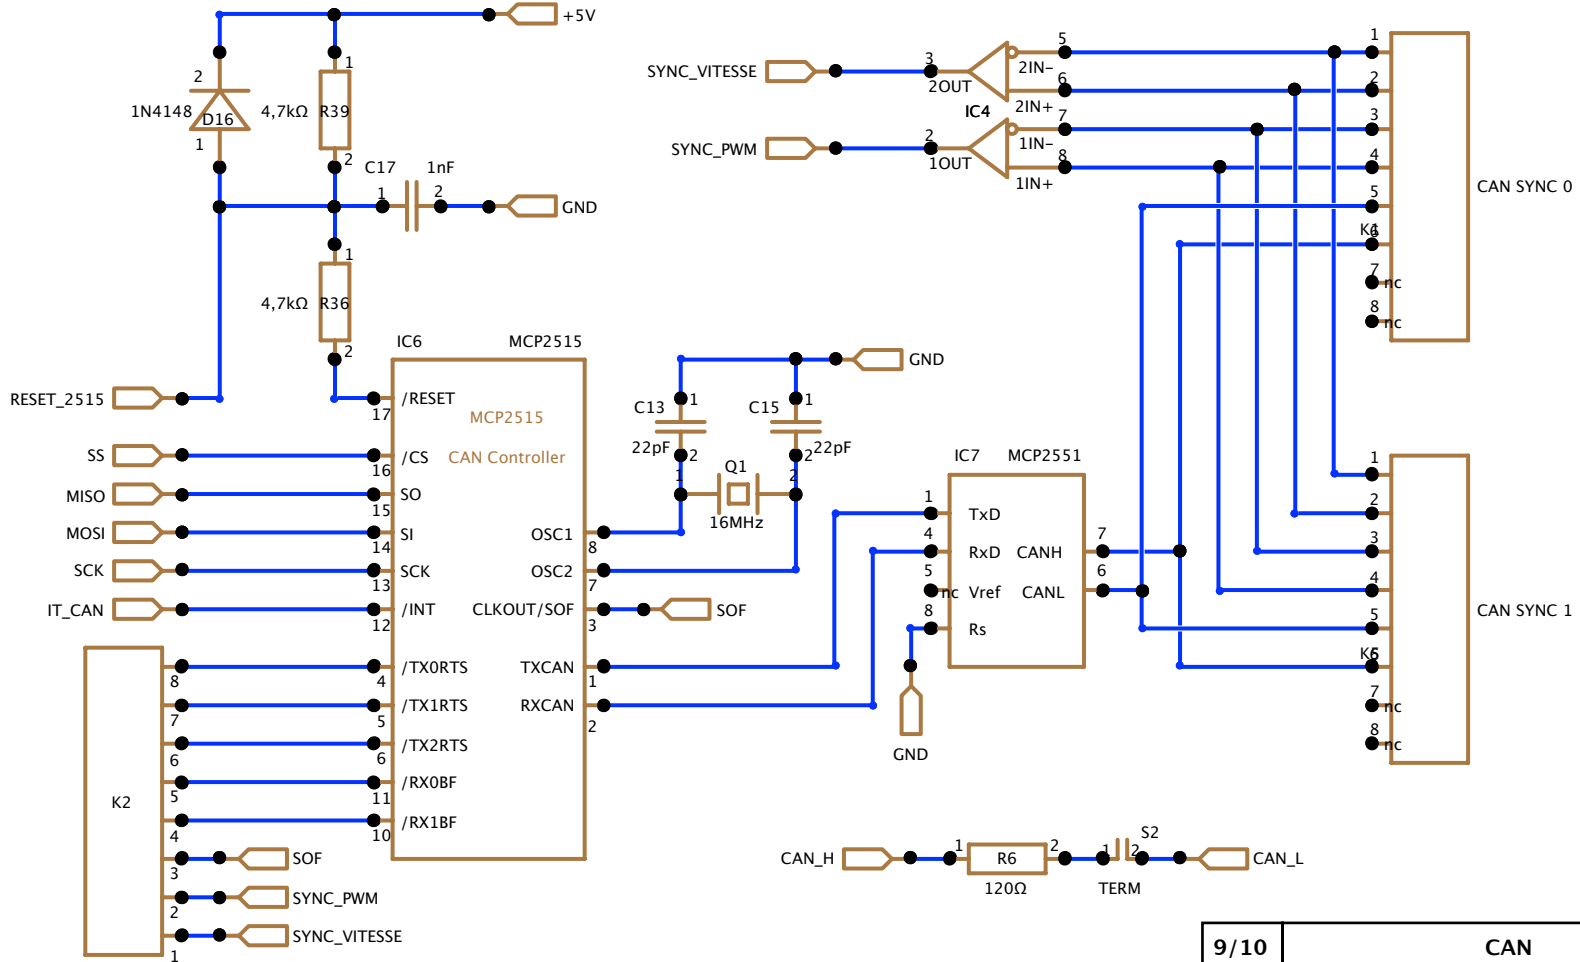 +5V
2
1N4148
D16
1
1
4,7kΩ
R39
2
C17
1nF
1
2
GND
1
4,7kΩ
R36
2
RESET_2515
SS
MISO
MOSI
SCK
IT_CAN
IC6
MCP2515
MCP2515
CAN Controller
/RESET
17
/CS
16
SO
15
SI
14
SCK
13
/INT
12
/TX0RTS
4
/TX1RTS
5
/TX2RTS
6
/RX0BF
11
/RX1BF
10
OSC1
8
OSC2
7
CLKOUT/SOF
3
TXCAN
1
RXCAN
2
SOF
K2
8
7
6
5
4
3
2
1
SOF
SYNC_PWM
SYNC_VITESSE
GND
C13
1
22pF
2
C15
1
22pF
2
Q1
1
2
16MHz
IC7
MCP2551
1
TxD
4
RxD
5
nc
Vref
8
Rs
CANH
7
CANL
6
GND
SYNC_VITESSE
3
2OUT
5
2IN-
6
2IN+
IC4
SYNC_PWM
2
1OUT
7
1IN-
8
1IN+
1
2
3
4
5
6
7
nc
8
nc
CAN SYNC 0
1
2
3
4
5
6
7
nc
8
nc
CAN SYNC 1
CAN_H
1
R6
2
120Ω
S2
1
2
TERM
CAN_L
9/10
CAN